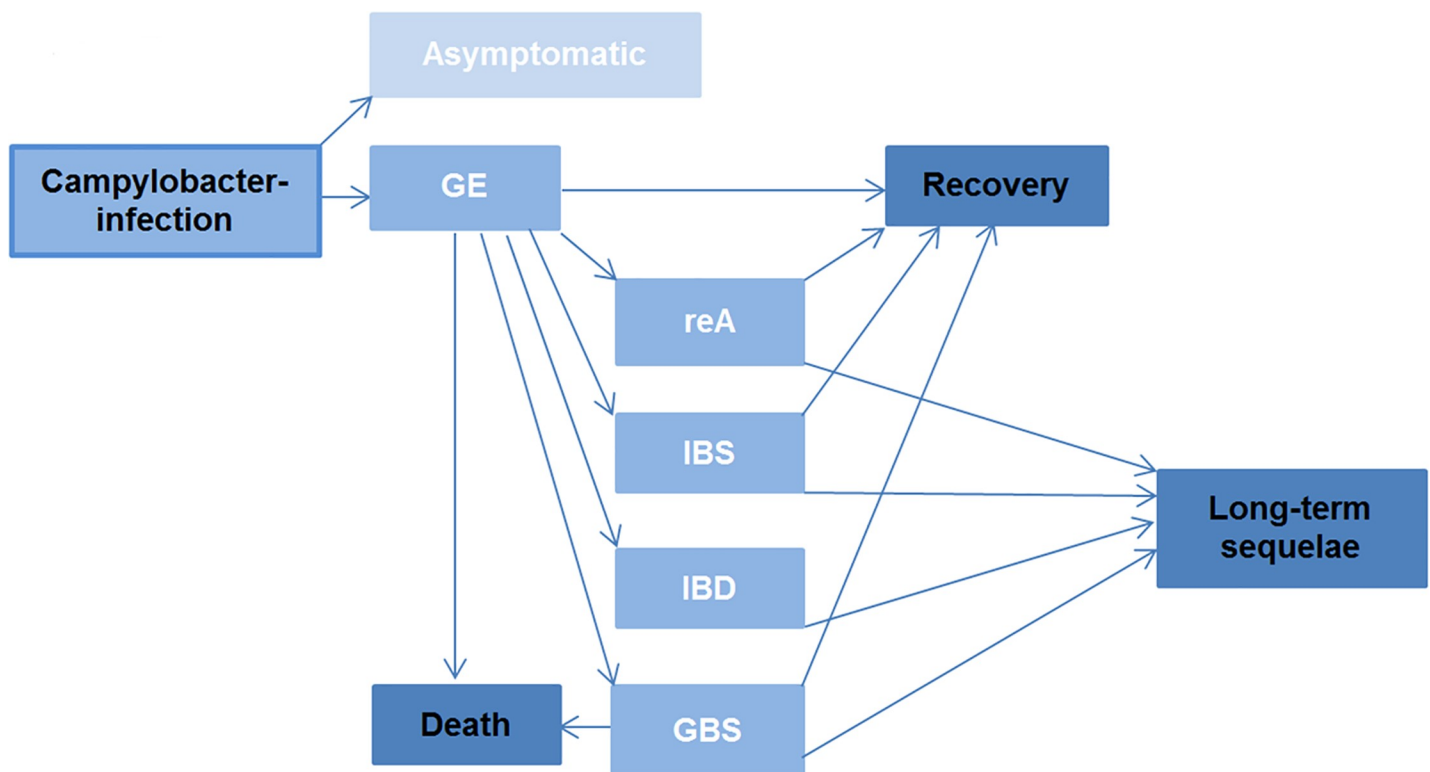 Asymptomatic
Campylobacter-
infection
GE
Recovery
reA
IBS
Long-term
sequelae
IBD
Death
GBS